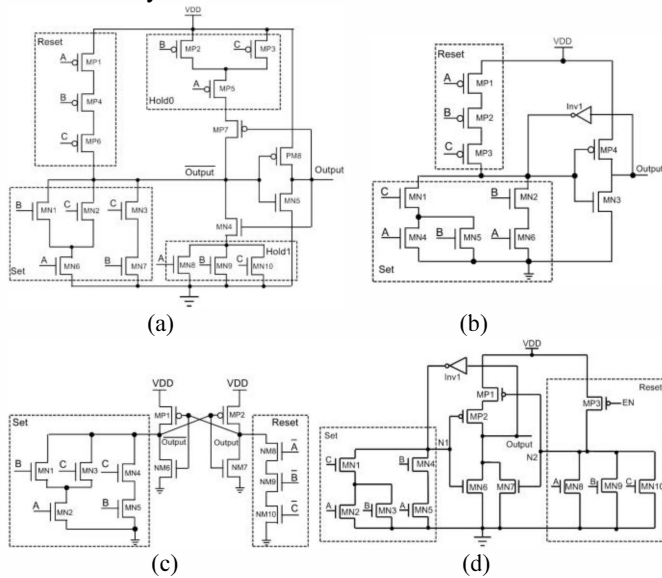 VDD
Reset
A
MP1
B
MP4
C
MP6
B
MP2
C
MP3
A
MP5
Hold0
MP7
Output
PM8
Output
MN5
MN4
B
MN1
C
MN2
C
MN3
A
MN6
B
MN7
Set
Hold1
A
MN8
B
MN9
C
MN10
(a)
VDD
Reset
A
MP1
B
MP2
C
MP3
Inv1
MP4
Output
MN3
C
MN1
B
MN2
A
MN4
B
MN5
A
MN6
Set
(b)
VDD
VDD
MP1
MP2
Set
Output
Output
Reset
B
MN1
C
MN3
C
MN4
A
MN2
B
MN5
NM6
NM7
NM8
A
NM9
B
NM10
C
(c)
VDD
Inv1
MP1
MP2
Reset
MP3
EN
Set
N1
Output
N2
C
MN1
B
MN4
A
MN2
B
MN3
A
MN5
MN6
MN7
A
MN8
B
MN9
C
MN10
(d)